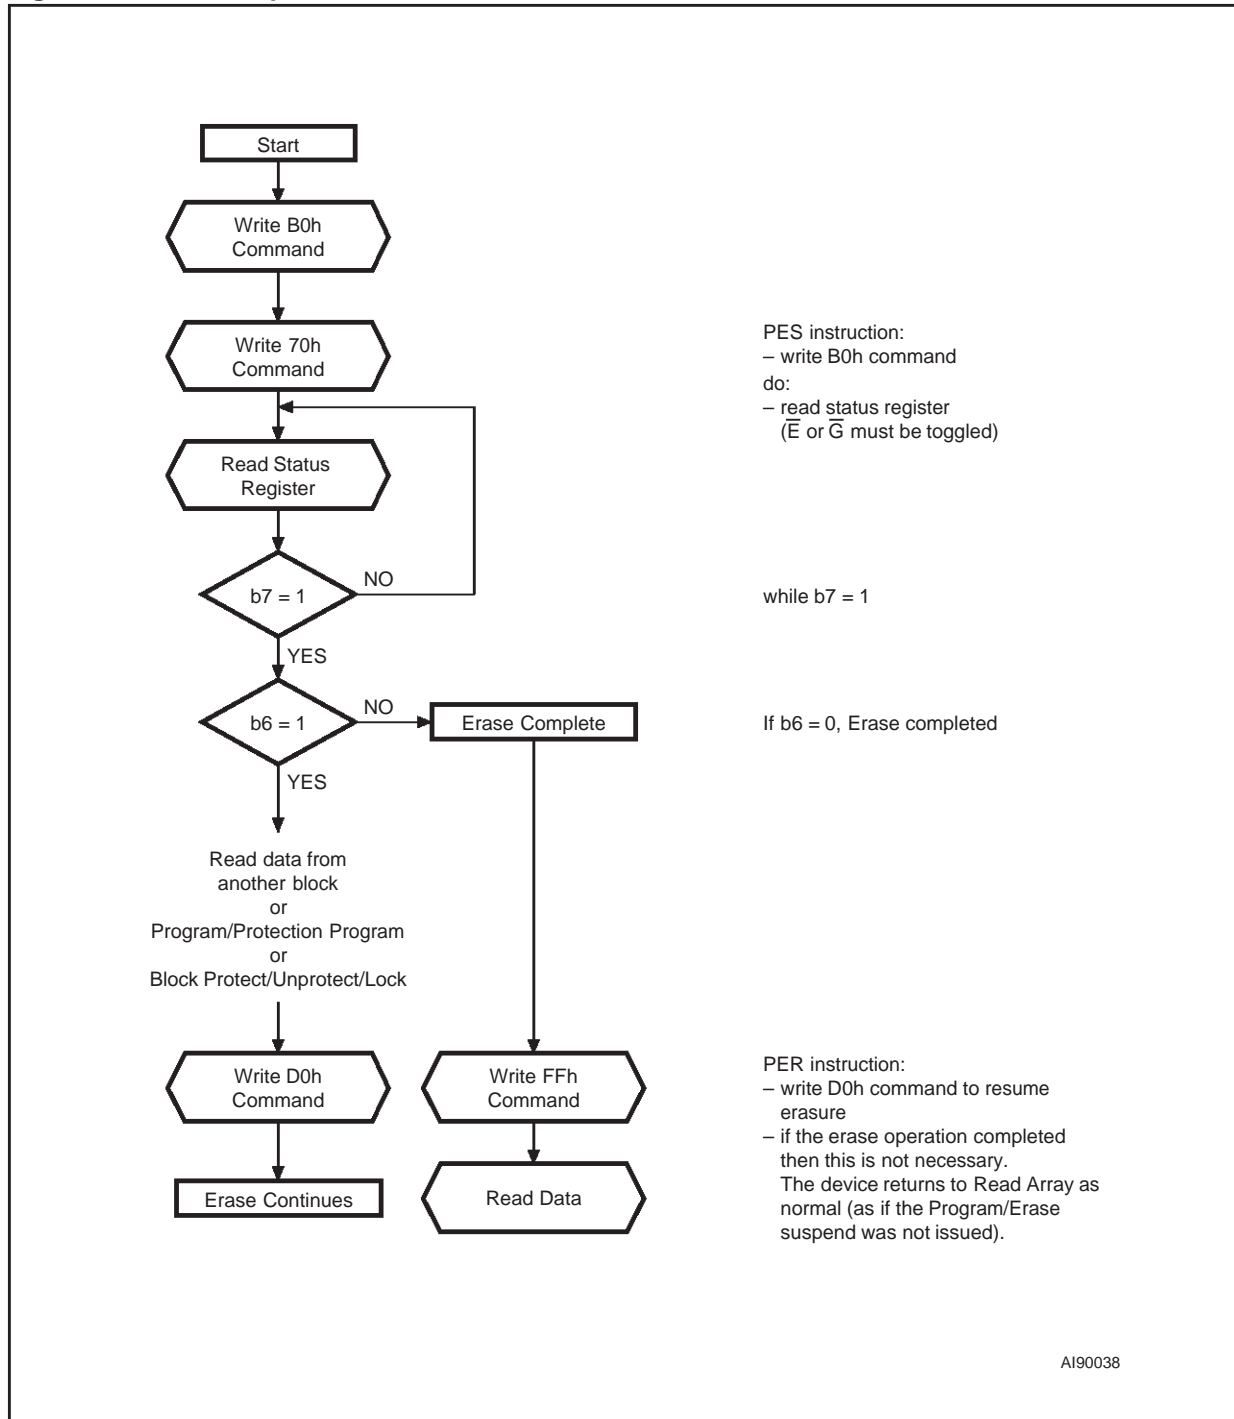 Start
Write B0h
Command
Write 70h
Command
PES instruction:
– write B0h command
do:
– read status register
(E̅ or G̅ must be toggled)
Read Status
Register
b7 = 1
NO
while b7 = 1
YES
b6 = 1
NO
Erase Complete
If b6 = 0, Erase completed
YES
Read data from
another block
or
Program/Protection Program
or
Block Protect/Unprotect/Lock
Write D0h
Command
Write FFh
Command
PER instruction:
– write D0h command to resume
erasure
– if the erase operation completed
then this is not necessary.
The device returns to Read Array as
normal (as if the Program/Erase
suspend was not issued).
Erase Continues
Read Data
AI90038